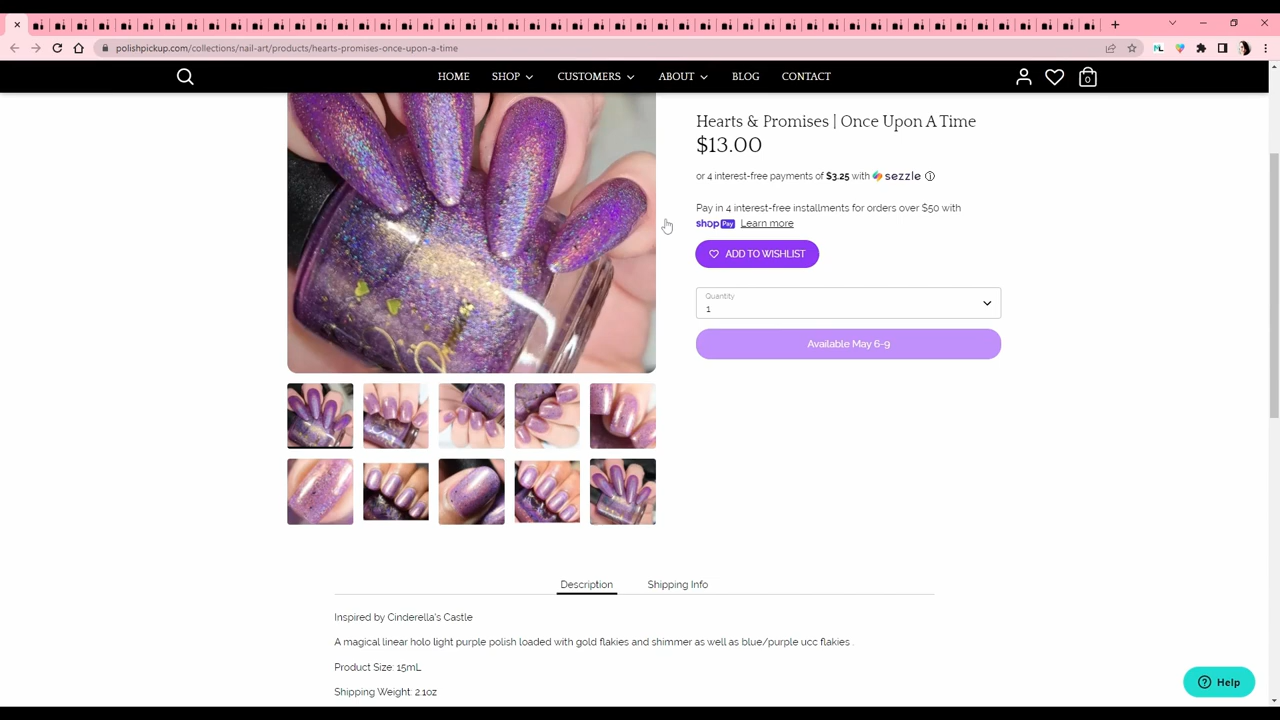 polishpickup.com/collections/nail-art/products/hearts-promises-once-upon-a-time
HOME SHOP CUSTOMERS ABOUT BLOG CONTACT
0
Hearts & Promises | Once Upon A Time
$13.00
or 4 interest-free payments of $3.25 with sezzle
Pay in 4 interest-free installments for orders over $50 with
shop Pay Learn more
ADD TO WISHLIST
Quantity
1
Available May 6-9
Description Shipping Info
Inspired by Cinderella's Castle
A magical linear holo light purple polish loaded with gold flakies and shimmer as well as blue/purple ucc flakies .
Product Size: 15mL
Shipping Weight: 2.1oz
Help